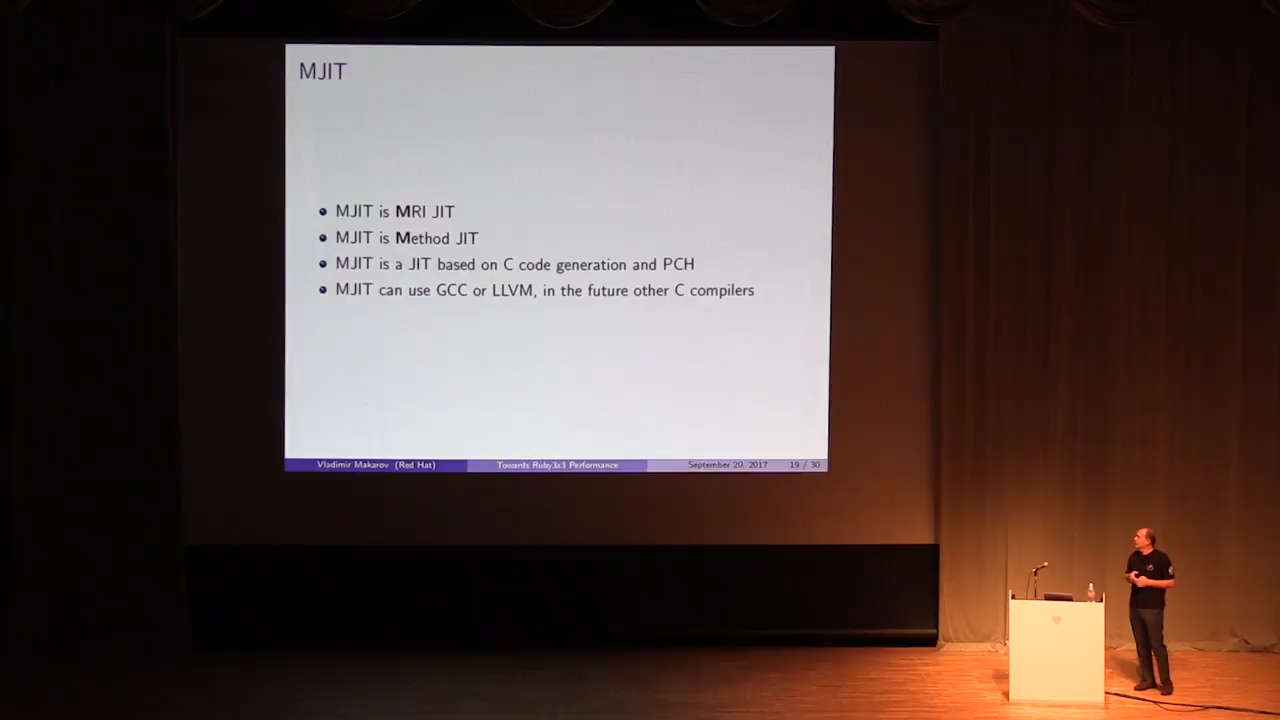 MJIT
MJIT is MRI JIT
MJIT is Method JIT
MJIT is a JIT based on C code generation and PCH
MJIT can use GCC or LLVM, in the future other C compilers
Vladimir Makarov (Red Hat) Towards Ruby3x3 Performance September 20, 2017 19 / 30